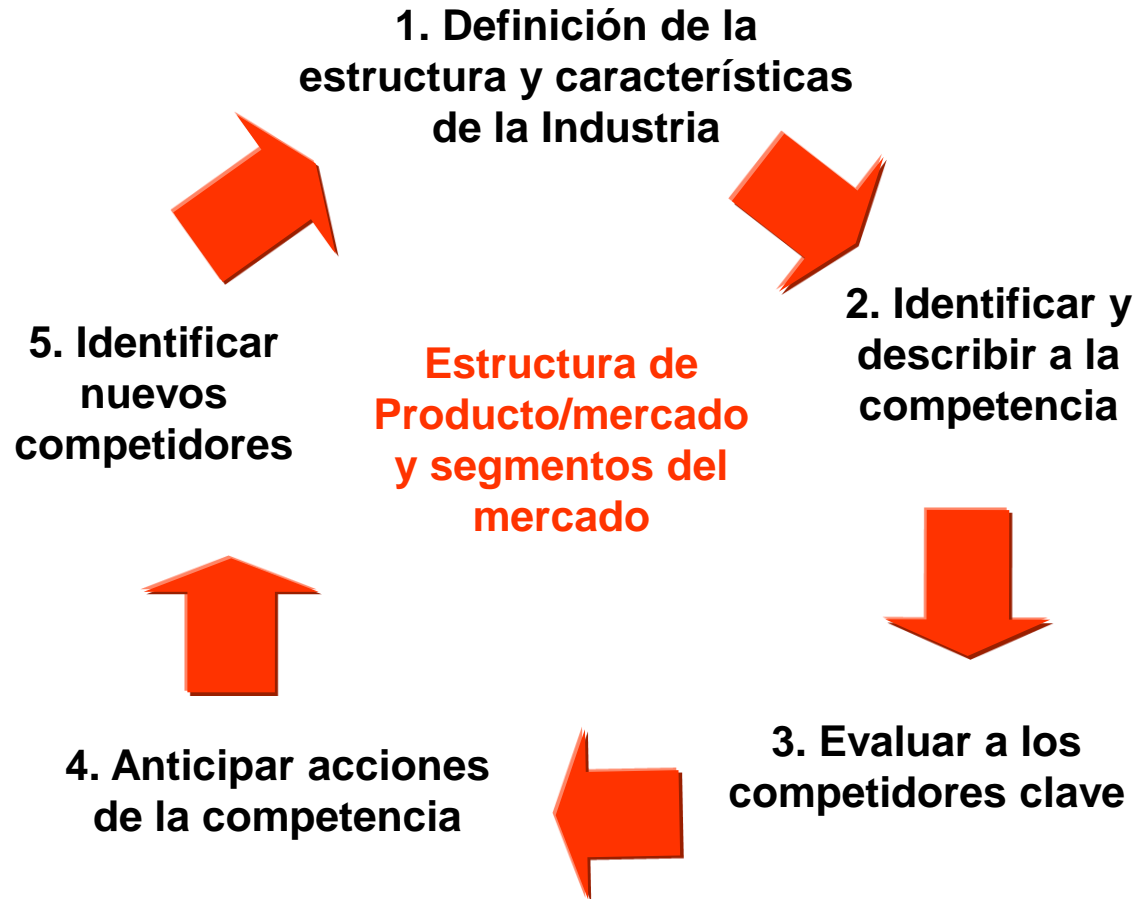 1. Definición de la
estructura y características
de la Industria
2. Identificar y
describir a la
competencia
5. Identificar
nuevos
competidores
Estructura de
Producto/mercado
y segmentos del
mercado
3. Evaluar a los
competidores clave
4. Anticipar acciones
de la competencia